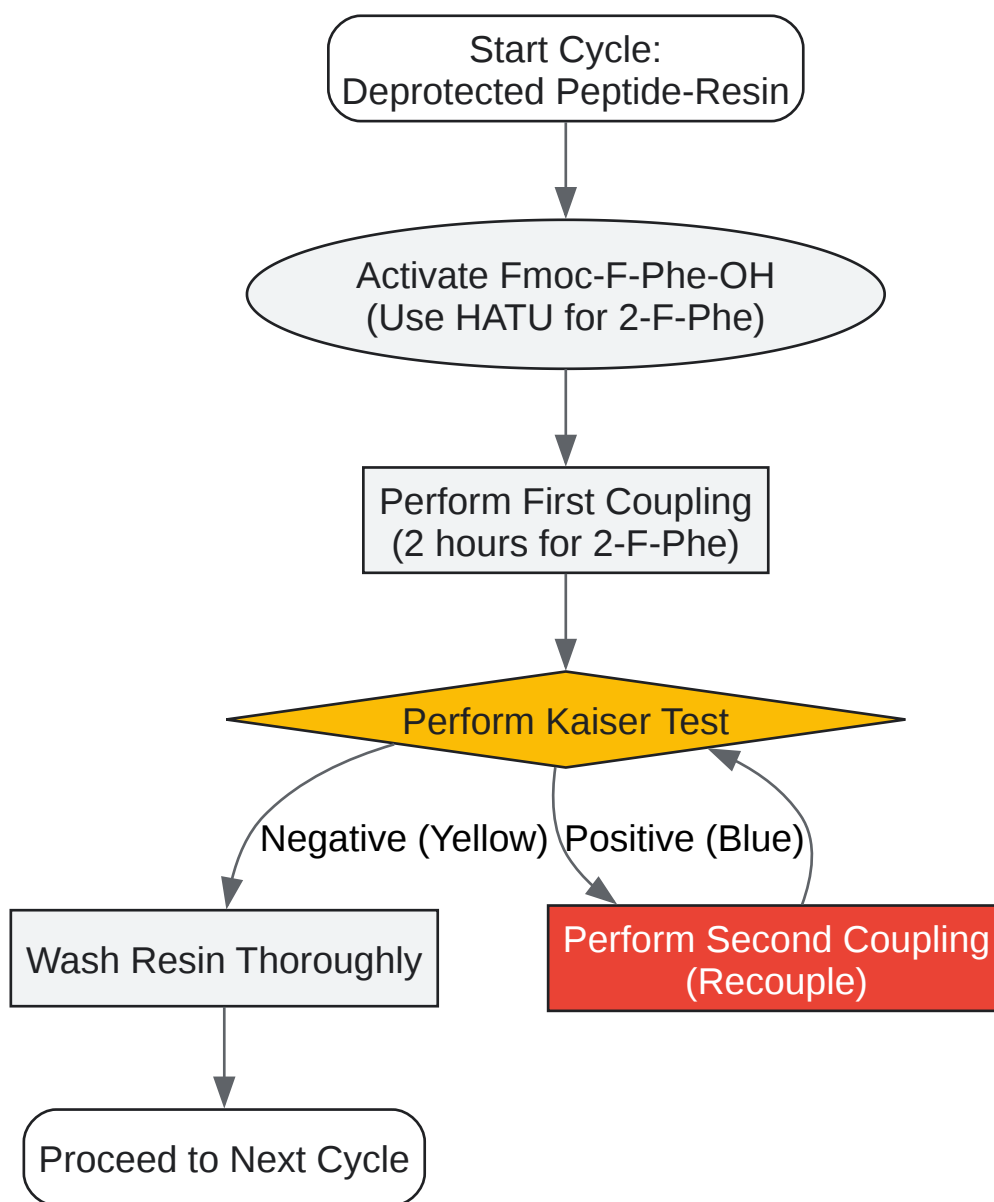 Start Cycle:
Deprotected Peptide-Resin
Activate Fmoc-F-Phe-OH
(Use HATU for 2-F-Phe)
Perform First Coupling
(2 hours for 2-F-Phe)
Perform Kaiser Test
Negative (Yellow)
Positive (Blue)
Wash Resin Thoroughly
Perform Second Coupling
(Recouple)
Proceed to Next Cycle